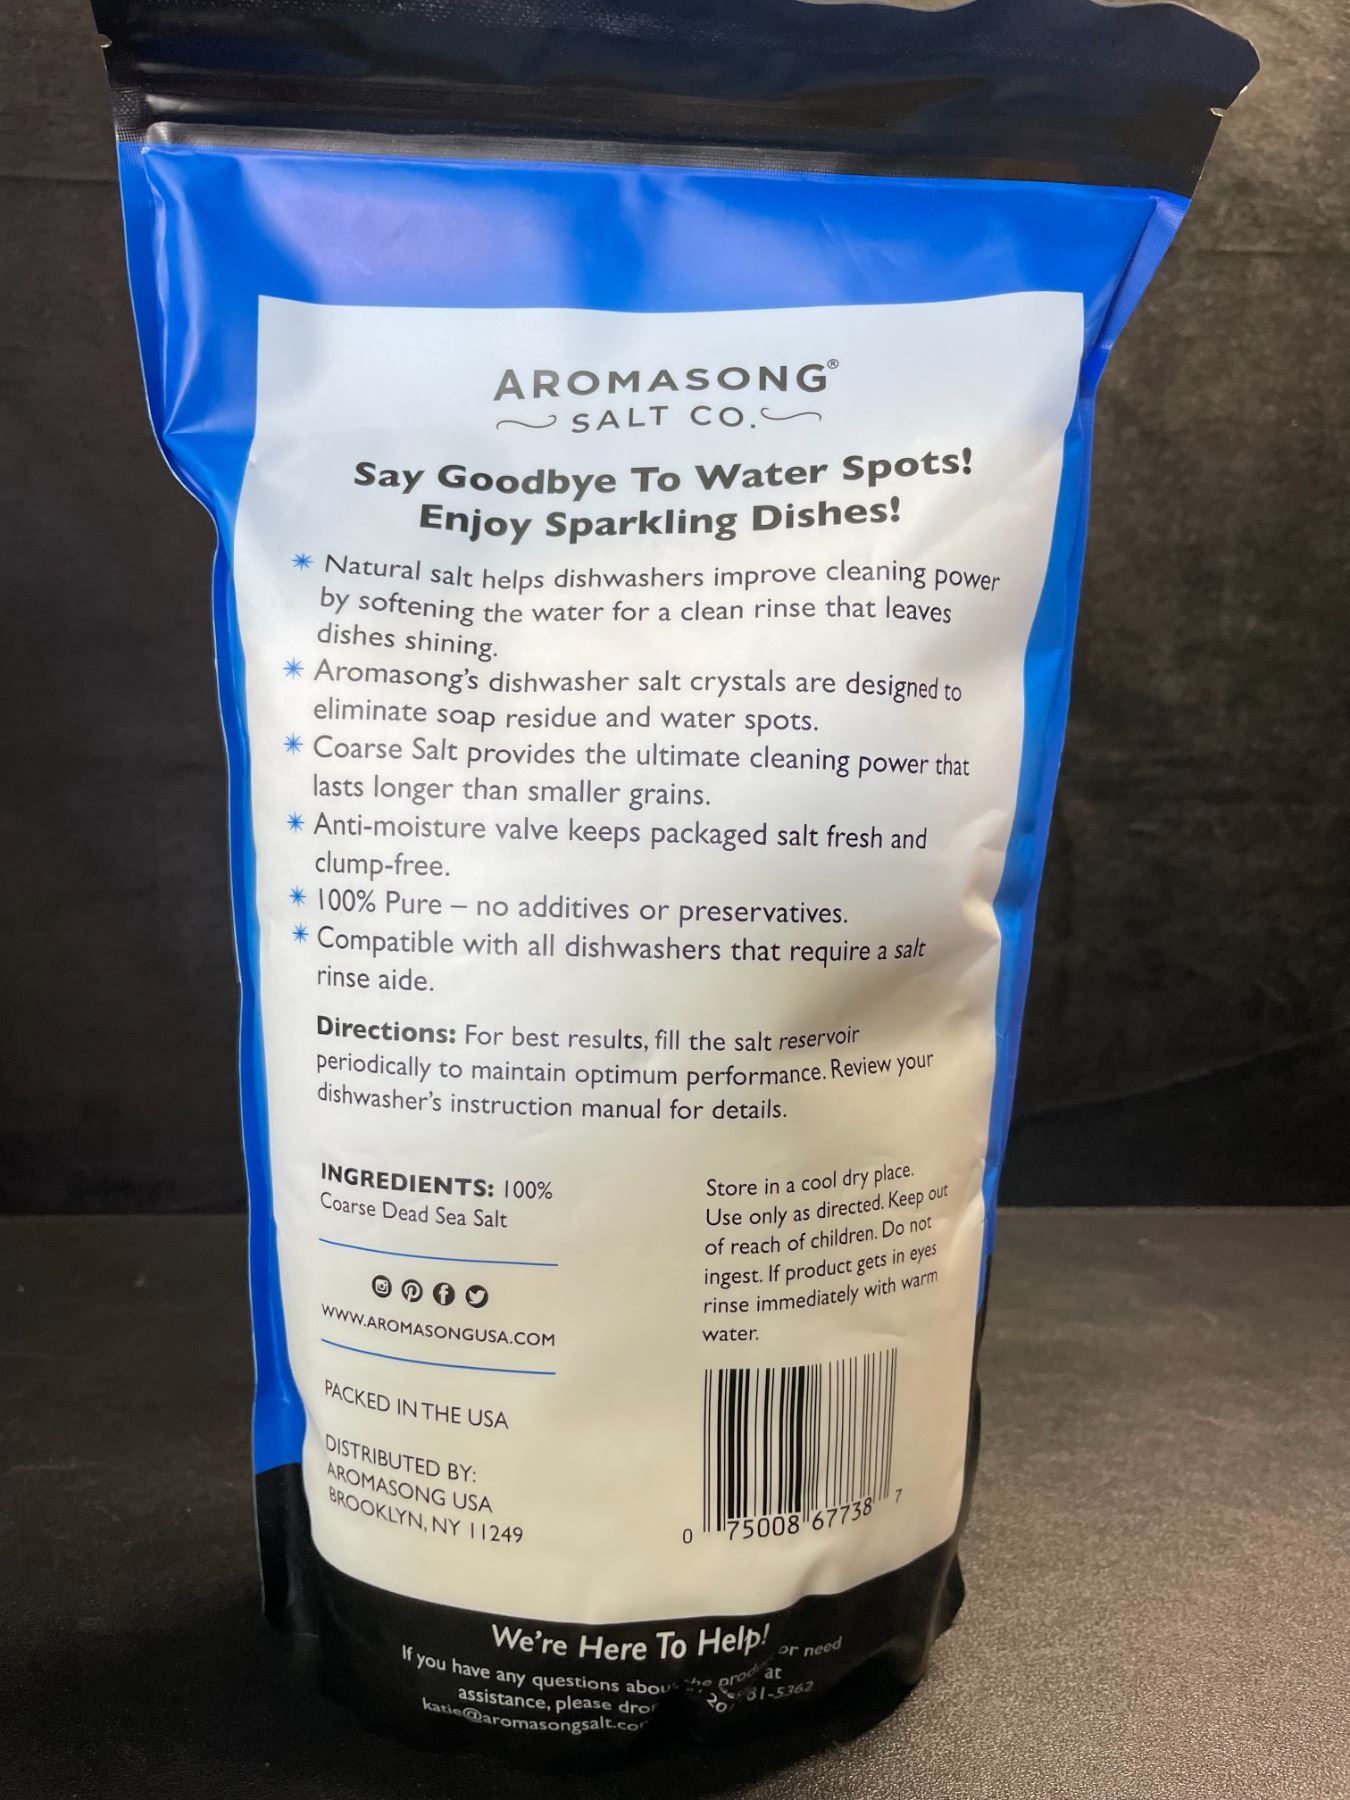 AROMASONG®
SALT CO.
Say Goodbye To Water Spots!
Enjoy Sparkling Dishes!
Natural salt helps dishwashers improve cleaning power
by softening the water for a clean rinse that leaves
dishes shining.
Aromasong's dishwasher salt crystals are designed to
eliminate soap residue and water spots.
Coarse Salt provides the ultimate cleaning power that
lasts longer than smaller grains.
Anti-moisture valve keeps packaged salt fresh and
clump-free.
100% Pure – no additives or preservatives.
Compatible with all dishwashers that require a salt
rinse aide.
Directions: For best results, fill the salt reservoir
periodically to maintain optimum performance. Review your
dishwasher's instruction manual for details.
INGREDIENTS: 100%
Coarse Dead Sea Salt
WWW.AROMASONGUSA.COM
PACKED IN THE USA
DISTRIBUTED BY:
AROMASONG USA
BROOKLYN, NY 11249
Store in a cool dry place.
Use only as directed. Keep out
of reach of children. Do not
ingest. If product gets in eyes
rinse immediately with warm
water.
0 75008 67738 7
We're Here To Help!
If you have any questions about the or need
assistance, please at